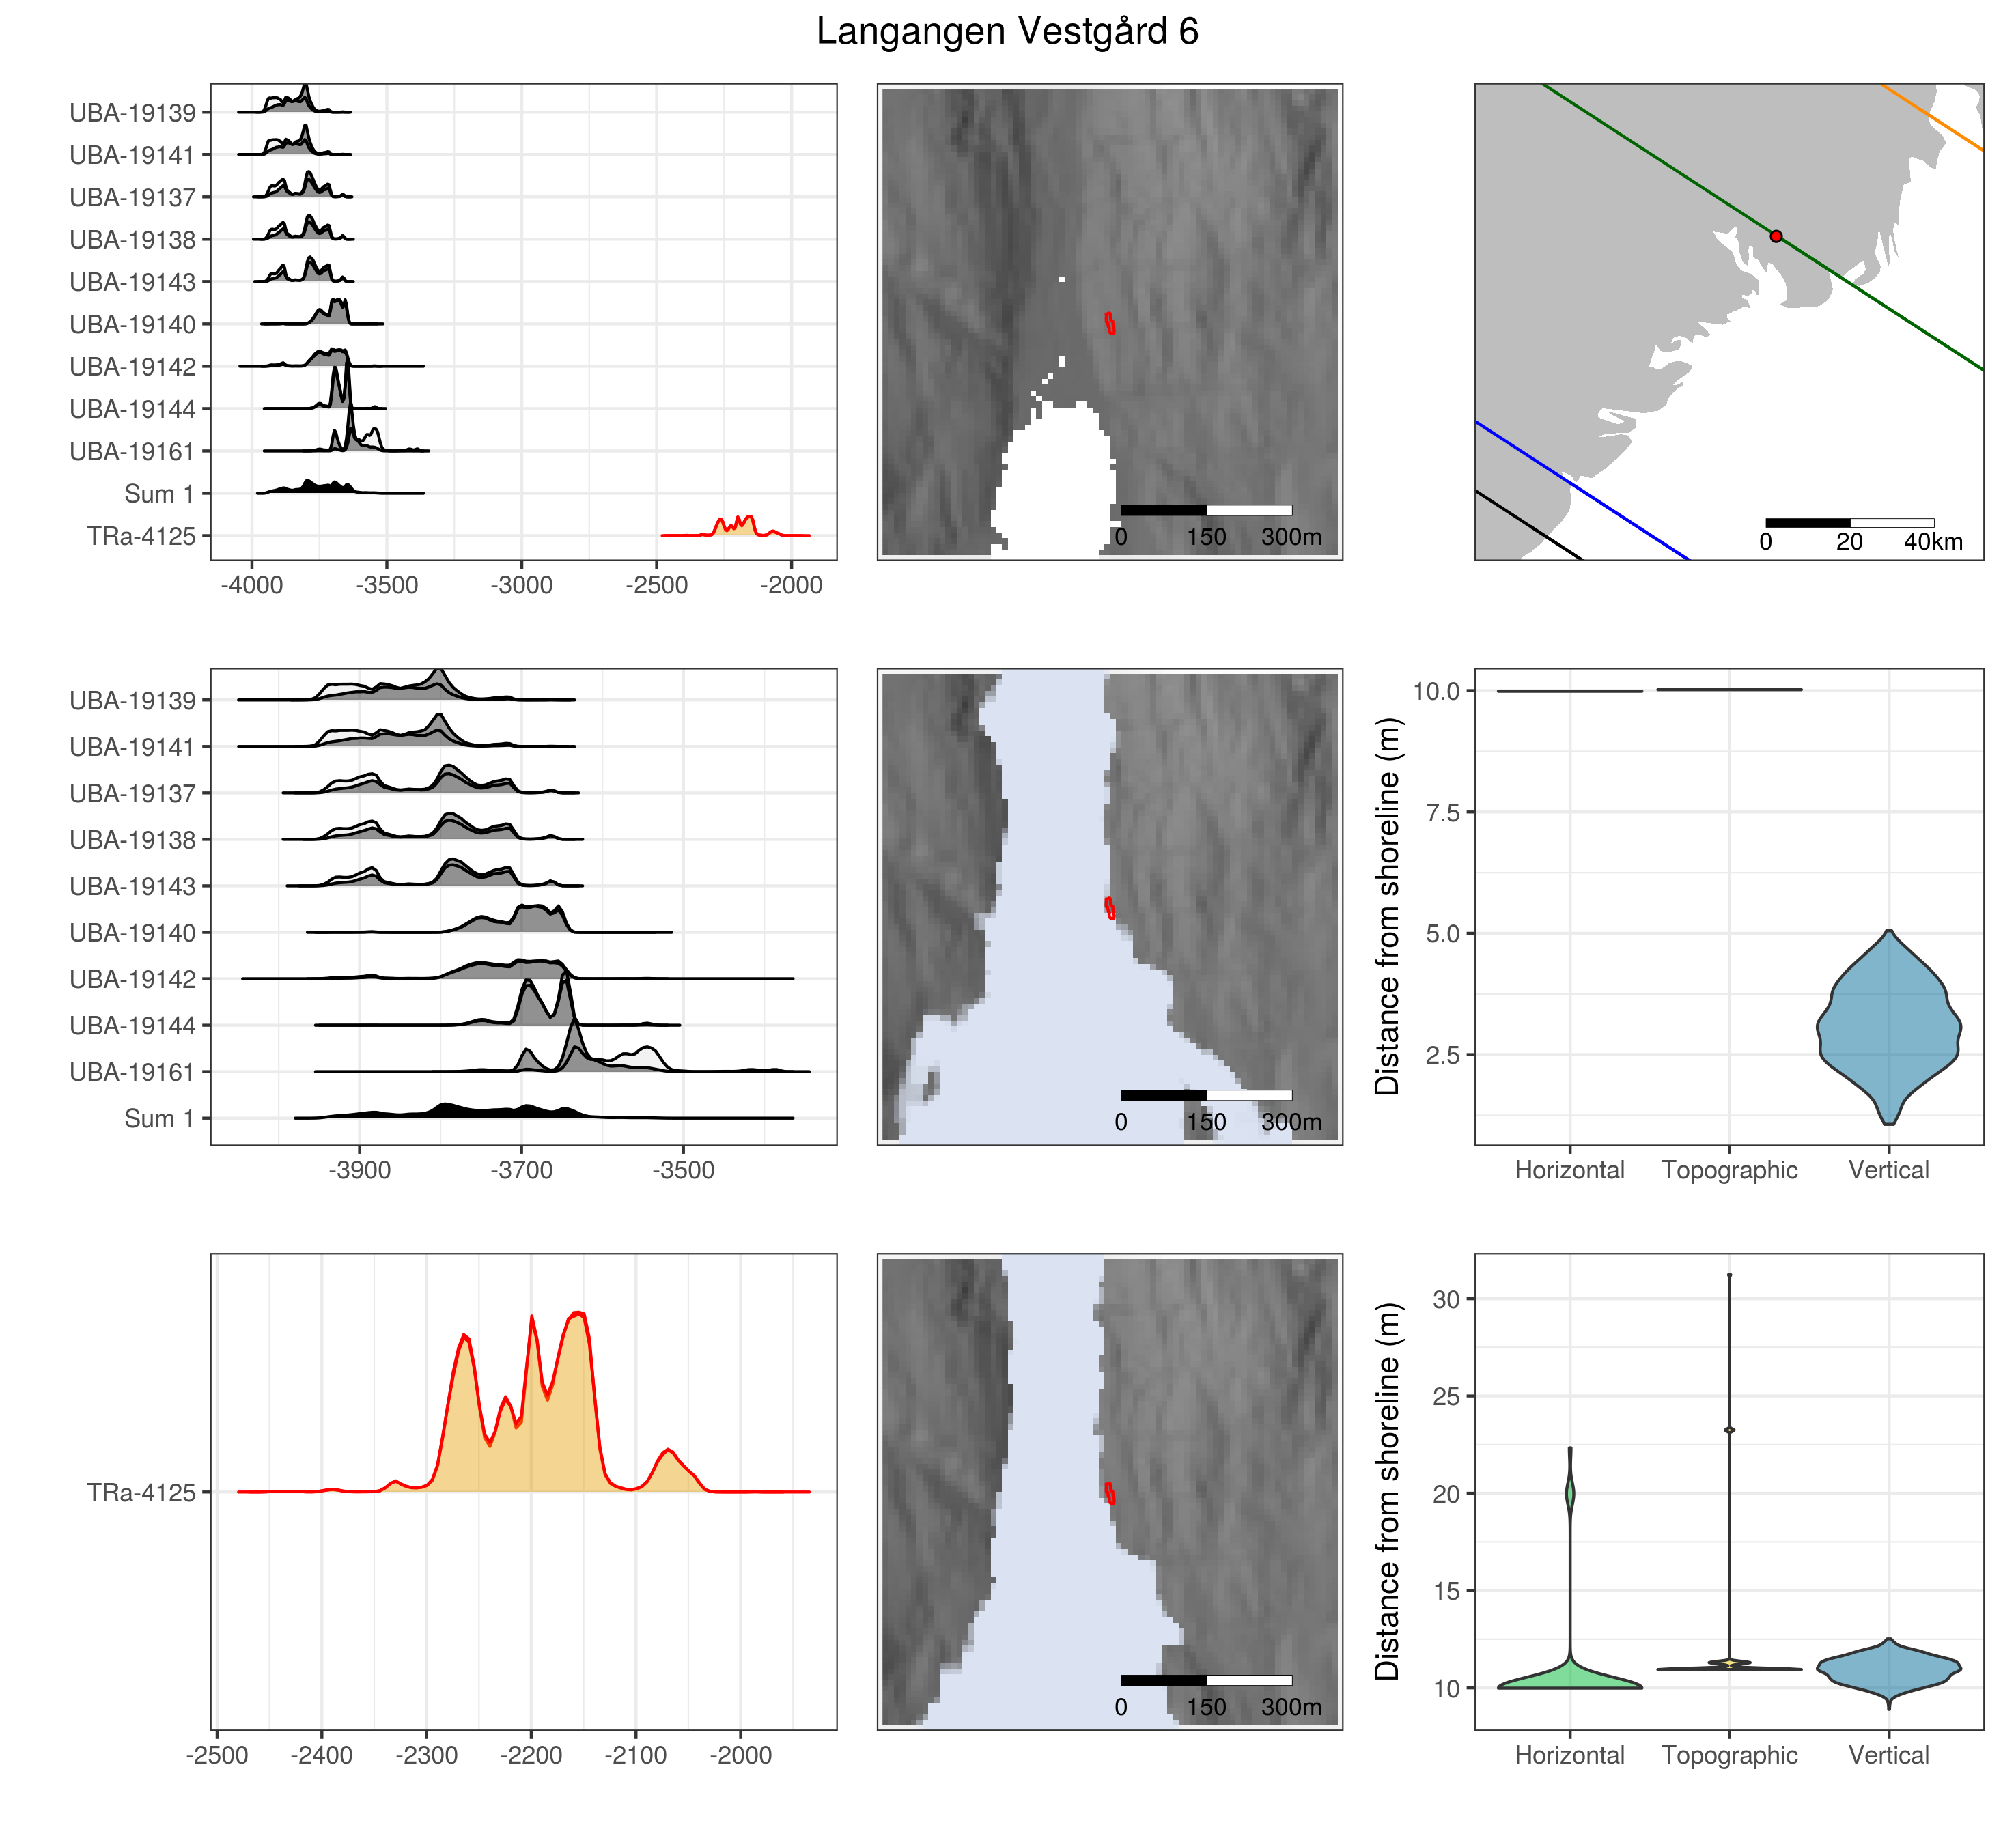 Langangen Vestgård 6
UBA-19139
UBA-19141
UBA-19137
UBA-19138
UBA-19143
UBA-19140
UBA-19142
UBA-19144
UBA-19161
Sum 1
TRa-4125
-4000 -3500 -3000 -2500 -2000
0 150 300m
0 20 40km
UBA-19139
UBA-19141
UBA-19137
UBA-19138
UBA-19143
UBA-19140
UBA-19142
UBA-19144
UBA-19161
Sum 1
-3900 -3700 -3500
0 150 300m
Distance from shoreline (m)
10.0
7.5
5.0
2.5
Horizontal Topographic Vertical
TRa-4125
-2500 -2400 -2300 -2200 -2100 -2000
0 150 300m
Distance from shoreline (m)
30
25
20
15
10
Horizontal Topographic Vertical